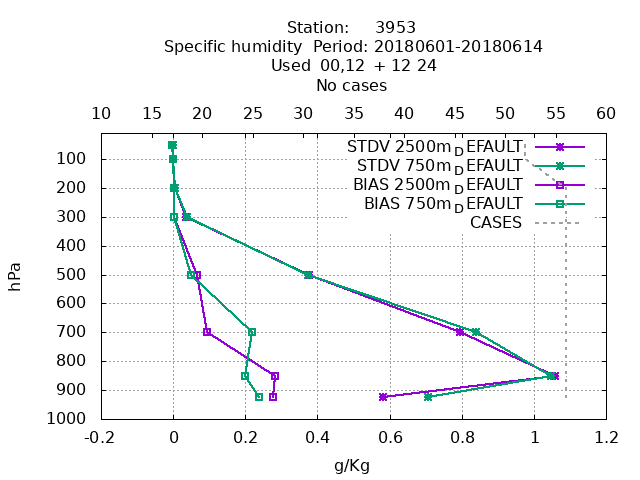 Station: 3953
Specific humidity Period: 20180601-20180614
Used 00,12 + 12 24
No cases
10 15 20 25 30 35 40 45 50 55 60
STDV 2500m_DEFAULT
STDV 750m_DEFAULT
BIAS 2500m_DEFAULT
BIAS 750m_DEFAULT
CASES
100
200
300
400
500
600
700
800
900
1000
hPa
-0.2 0 0.2 0.4 0.6 0.8 1 1.2
g/Kg